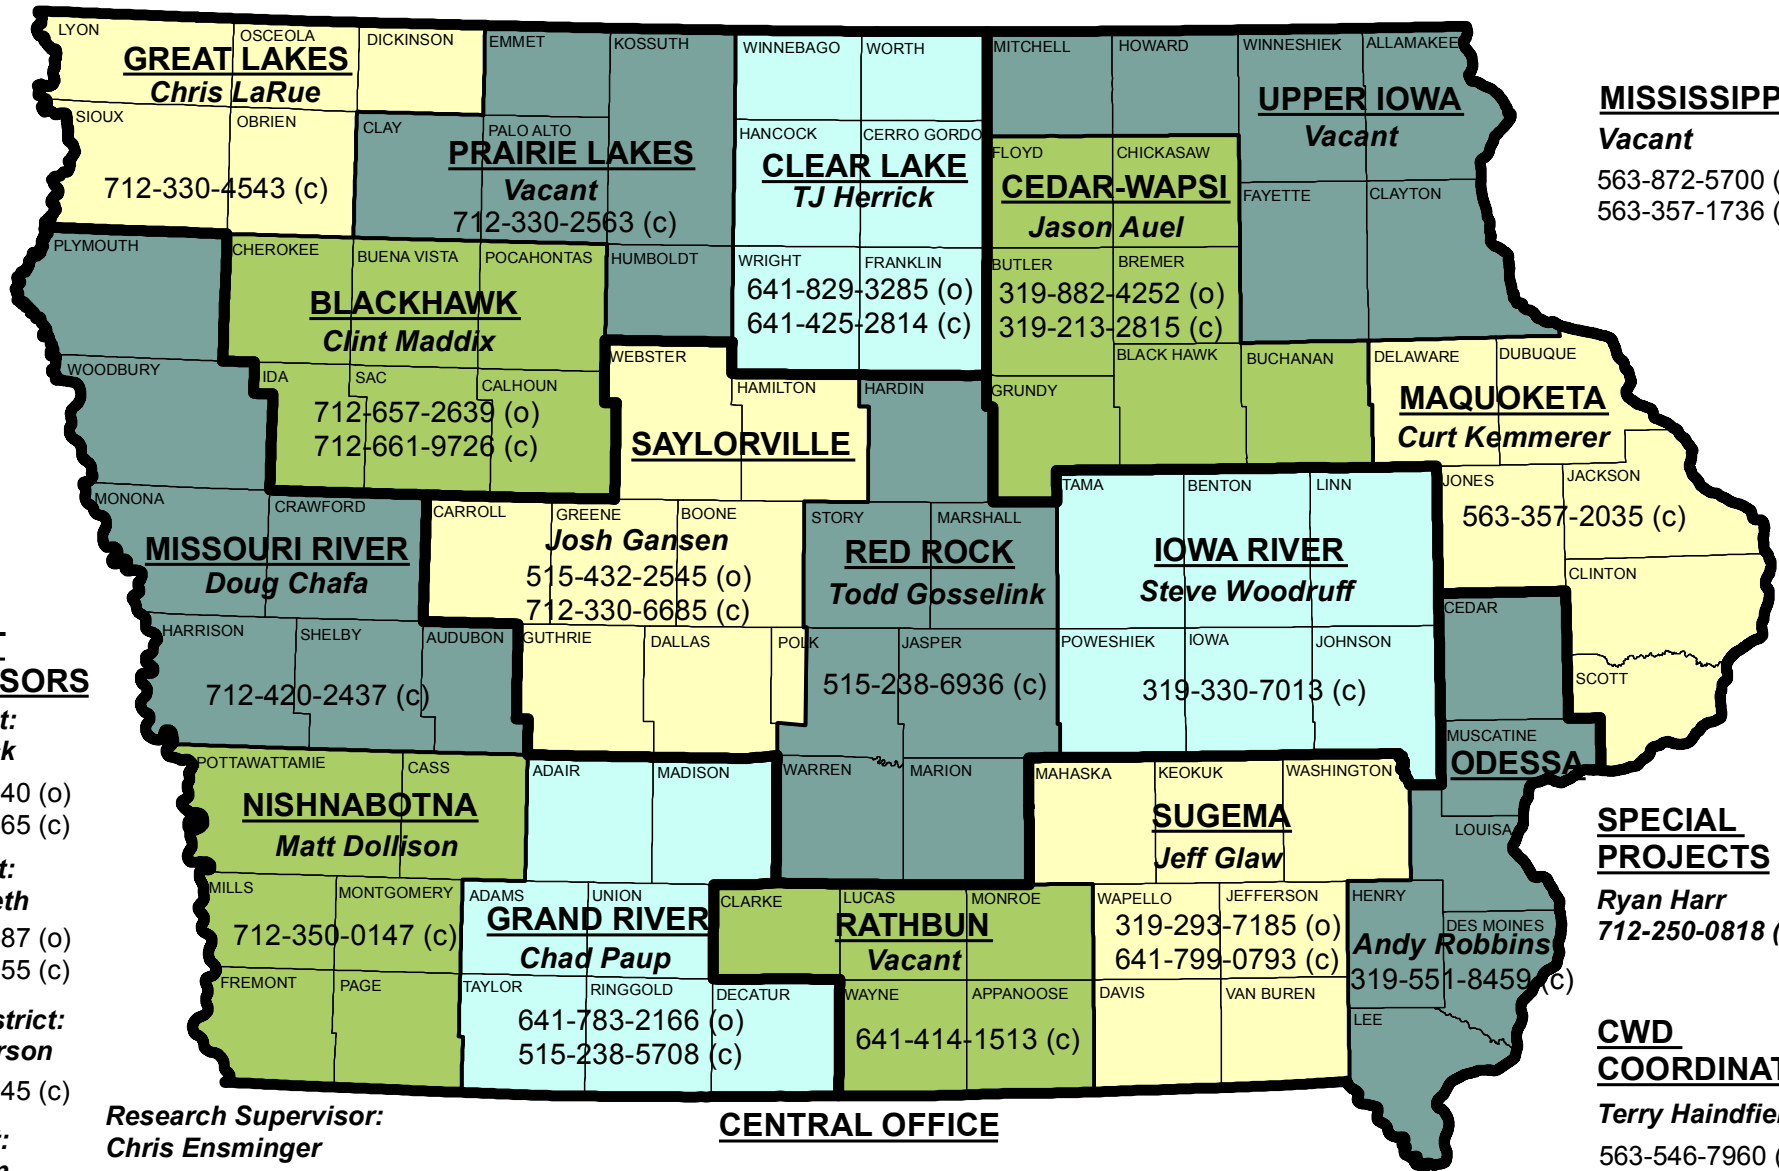 LYON
OSCEOLA
DICKINSON
EMMET
KOSSUTH
WINNEBAGO
WORTH
MITCHELL
HOWARD
WINNESHIEK
ALLAMAKEE
GREAT LAKES
Chris LaRue
SIOUX
OBRIEN
712-330-4543 (c)
CLAY
PALO ALTO
PRAIRIE LAKES
Vacant
712-330-2563 (c)
HUMBOLDT
HANCOCK
CERRO GORDO
CLEAR LAKE
TJ Herrick
WRIGHT
FRANKLIN
641-829-3285 (o)
641-425-2814 (c)
FLOYD
CHICKASAW
CEDAR-WAPSI
Jason Auel
BUTLER
BREMER
319-882-4252 (o)
319-213-2815 (c)
BLACK HAWK
BUCHANAN
GRUNDY
UPPER IOWA
Vacant
FAYETTE
CLAYTON
MISSISSIPP
Vacant
563-872-5700 (
563-357-1736 (
PLYMOUTH
CHEROKEE
BUENA VISTA
POCAHONTAS
BLACKHAWK
Clint Maddix
IDA
SAC
CALHOUN
712-657-2639 (o)
712-661-9726 (c)
WOODBURY
WEBSTER
HAMILTON
HARDIN
SAYLORVILLE
DELAWARE
DUBUQUE
MAQUOKETA
Curt Kemmerer
JONES
JACKSON
563-357-2035 (c)
CLINTON
SCOTT
MONONA
CRAWFORD
MISSOURI RIVER
Doug Chafa
HARRISON
SHELBY
AUDUBON
712-420-2437 (c)
CARROLL
GREENE
BOONE
Josh Gansen
515-432-2545 (o)
712-330-6685 (c)
GUTHRIE
DALLAS
POLK
STORY
MARSHALL
RED ROCK
Todd Gosselink
JASPER
515-238-6936 (c)
WARREN
MARION
TAMA
BENTON
LINN
IOWA RIVER
Steve Woodruff
POWESHIEK
IOWA
JOHNSON
319-330-7013 (c)
CEDAR
MUSCATINE
ODESSA
LOUISA
HENRY
DES MOINES
Andy Robbins
319-551-8459 (c)
LEE
SORS
t:
k
40 (o)
65 (c)
t:
eth
87 (o)
55 (c)
strict:
rson
45 (c)
t:
POTTAWATTAMIE
CASS
NISHNABOTNA
Matt Dollison
MILLS
MONTGOMERY
712-350-0147 (c)
FREMONT
PAGE
ADAIR
MADISON
ADAMS
UNION
GRAND RIVER
Chad Paup
TAYLOR
RINGGOLD
DECATUR
641-783-2166 (o)
515-238-5708 (c)
CLARKE
LUCAS
MONROE
RATHBUN
Vacant
WAYNE
APPANOOSE
641-414-1513 (c)
MAHASKA
KEOKUK
WASHINGTON
SUGEMA
Jeff Glaw
WAPELLO
JEFFERSON
319-293-7185 (o)
641-799-0793 (c)
DAVIS
VAN BUREN
SPECIAL
PROJECTS
Ryan Harr
712-250-0818 (
CWD
COORDINAT
Terry Haindfie
563-546-7960 (
Research Supervisor:
Chris Ensminger
CENTRAL OFFICE